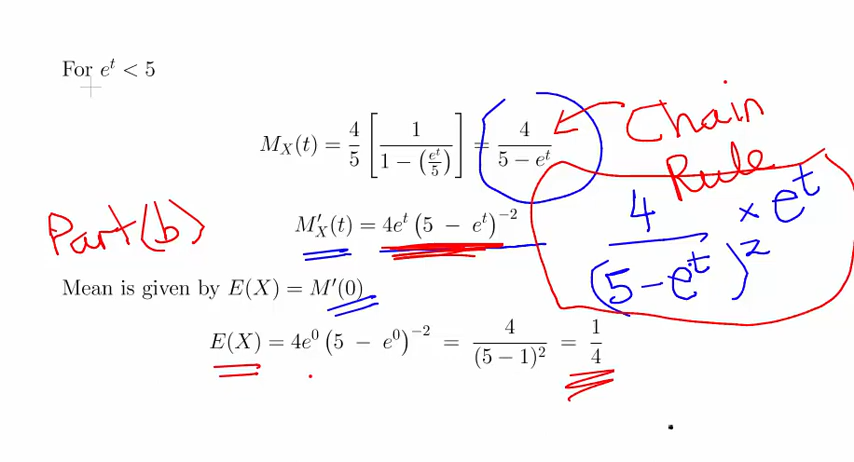 For e^t < 5
M_X(t) = 4/5 [ 1 / (1 − (e^t/5)) ] = 4 / (5 − e^t)
Chain
Rule
Part(b)
M′_X(t) = 4e^t (5 − e^t)^−2
4 / (5 − e^t)^2 × e^t
Mean is given by E(X) = M′(0)
E(X) = 4e^0 (5 − e^0)^−2 = 4 / (5 − 1)^2 = 1/4